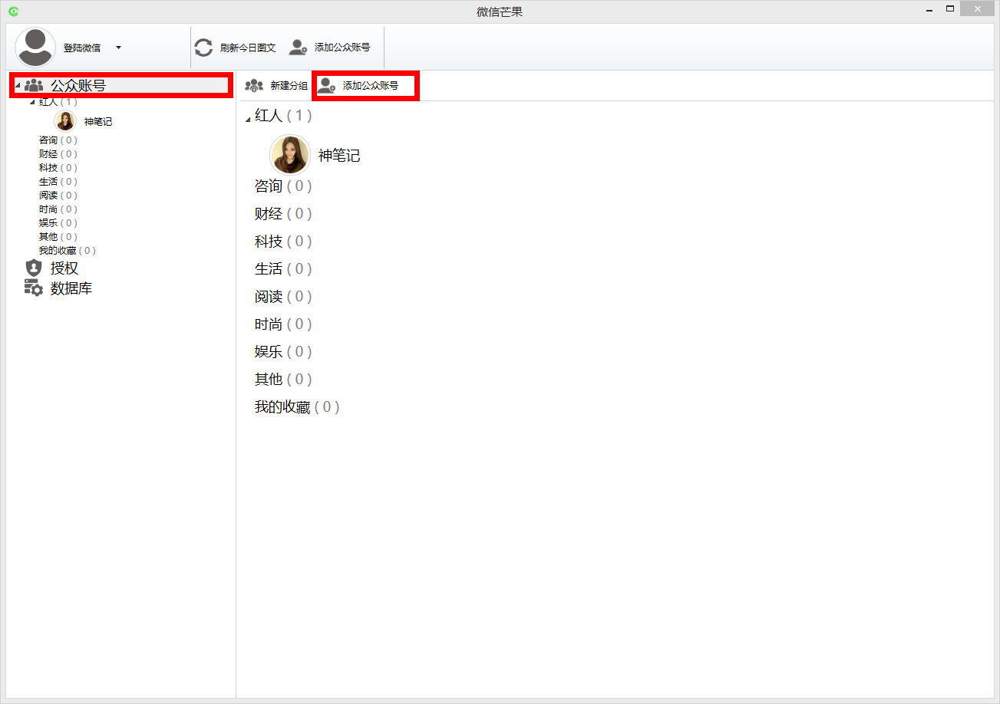 微信芒果
登陆微信
刷新今日图文
添加公众账号
公众账号
红人 ( 1 )
神笔记
咨询 ( 0 )
财经 ( 0 )
科技 ( 0 )
生活 ( 0 )
阅读 ( 0 )
时尚 ( 0 )
娱乐 ( 0 )
其他 ( 0 )
我的收藏 ( 0 )
授权
数据库
新建分组
添加公众账号
红人 ( 1 )
神笔记
咨询 ( 0 )
财经 ( 0 )
科技 ( 0 )
生活 ( 0 )
阅读 ( 0 )
时尚 ( 0 )
娱乐 ( 0 )
其他 ( 0 )
我的收藏 ( 0 )